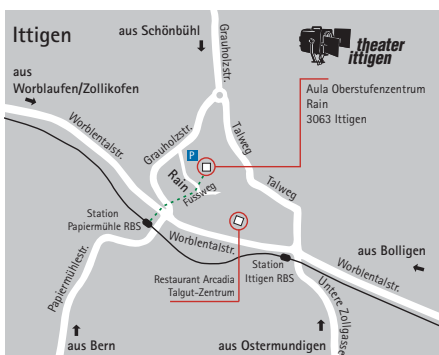 Ittigen
aus Schönbühl
theater
ittigen
aus
Worblaufen/Zollikofen
Grauholzstr.
Aula Oberstufenzentrum
Rain
3063 Ittigen
Worblentalstr.
Grauholzstr.
Talweg
P
Rain
Fussweg
Talweg
Station
Papiermühle RBS
Worblentalstr.
aus Bolligen
Papiermühlestr.
Restaurant Arcadia
Talgut-Zentrum
Station
Ittigen RBS
Worblentalstr.
Untere Zollgasse
aus Bern
aus Ostermundigen